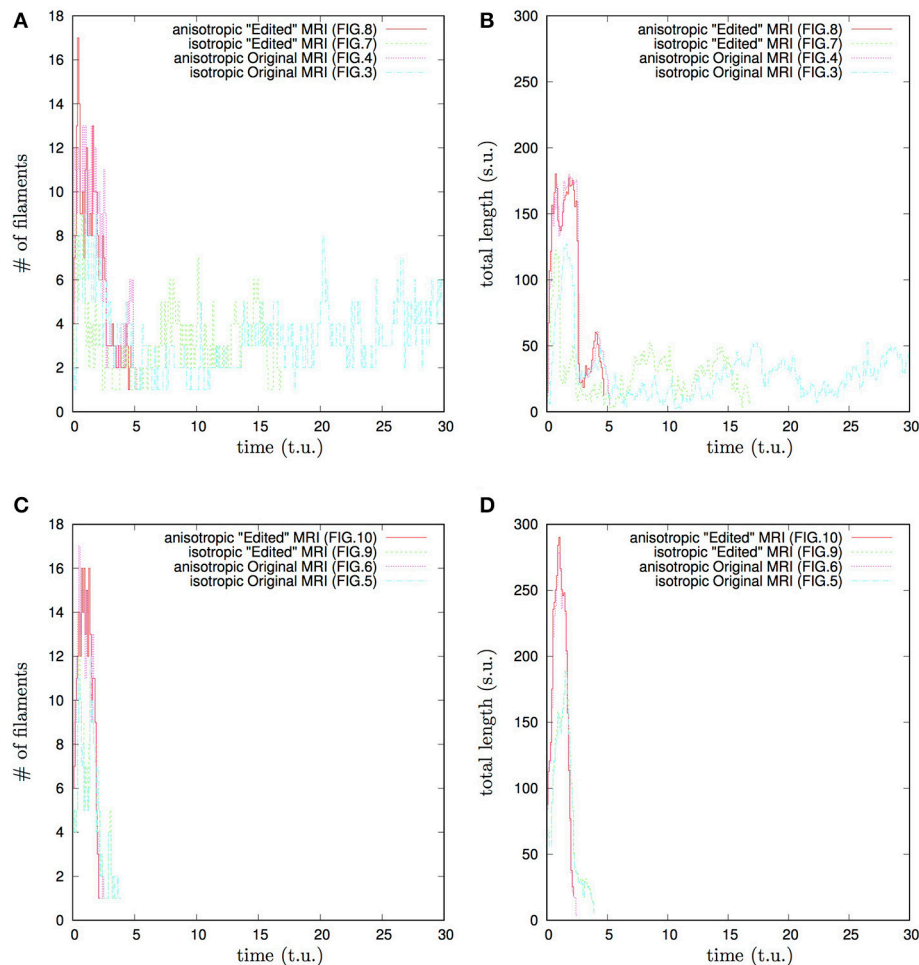 A
anisotropic "Edited" MRI (FIG.8)
isotropic "Edited" MRI (FIG.7)
anisotropic Original MRI (FIG.4)
isotropic Original MRI (FIG.3)
18
16
14
12
10
8
6
4
2
0
# of filaments
0 5 10 15 20 25 30
time (t.u.)
B
anisotropic "Edited" MRI (FIG.8)
isotropic "Edited" MRI (FIG.7)
anisotropic Original MRI (FIG.4)
isotropic Original MRI (FIG.3)
300
250
200
150
100
50
0
total length (s.u.)
0 5 10 15 20 25 30
time (t.u.)
C
anisotropic "Edited" MRI (FIG.10)
isotropic "Edited" MRI (FIG.9)
anisotropic Original MRI (FIG.6)
isotropic Original MRI (FIG.5)
18
16
14
12
10
8
6
4
2
0
# of filaments
0 5 10 15 20 25 30
time (t.u.)
D
anisotropic "Edited" MRI (FIG.10)
isotropic "Edited" MRI (FIG.9)
anisotropic Original MRI (FIG.6)
isotropic Original MRI (FIG.5)
300
250
200
150
100
50
0
total length (s.u.)
0 5 10 15 20 25 30
time (t.u.)